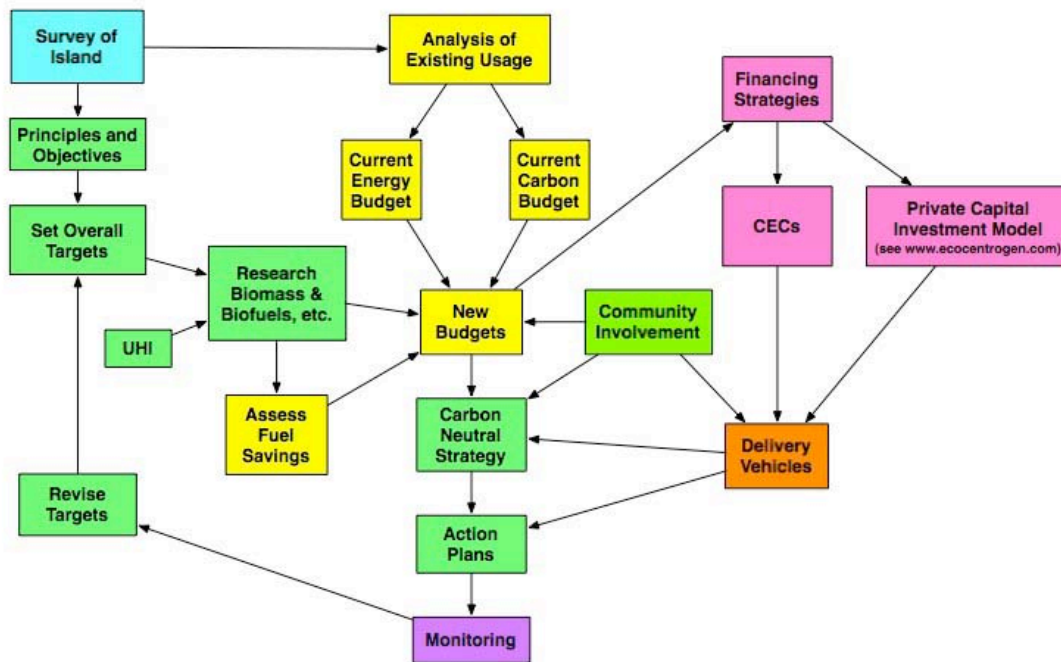 Survey of
Island
Analysis of
Existing Usage
Financing
Strategies
Principles and
Objectives
Current
Energy
Budget
Current
Carbon
Budget
CECs
Private Capital
Investment Model
(see www.ecocentrogen.com)
Set Overall
Targets
Research
Biomass &
Biofuels, etc.
New
Budgets
Community
Involvement
UHI
Assess
Fuel
Savings
Carbon
Neutral
Strategy
Delivery
Vehicles
Revise
Targets
Action
Plans
Monitoring